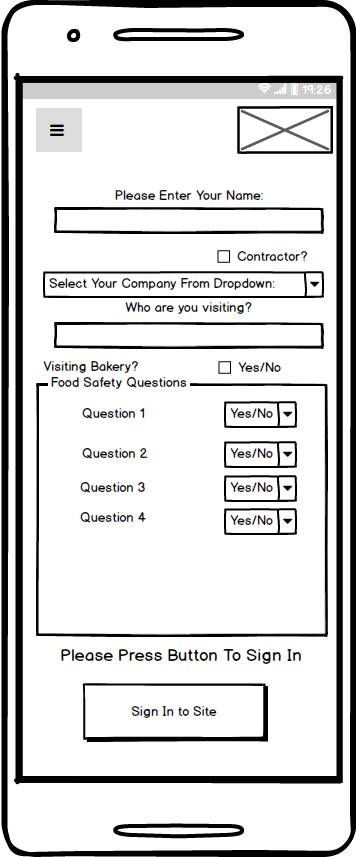 19:26
Please Enter Your Name:
Contractor?
Select Your Company From Dropdown:
Who are you visiting?
Visiting Bakery? Yes/No
Food Safety Questions
Question 1 Yes/No
Question 2 Yes/No
Question 3 Yes/No
Question 4 Yes/No
Please Press Button To Sign In
Sign In to Site